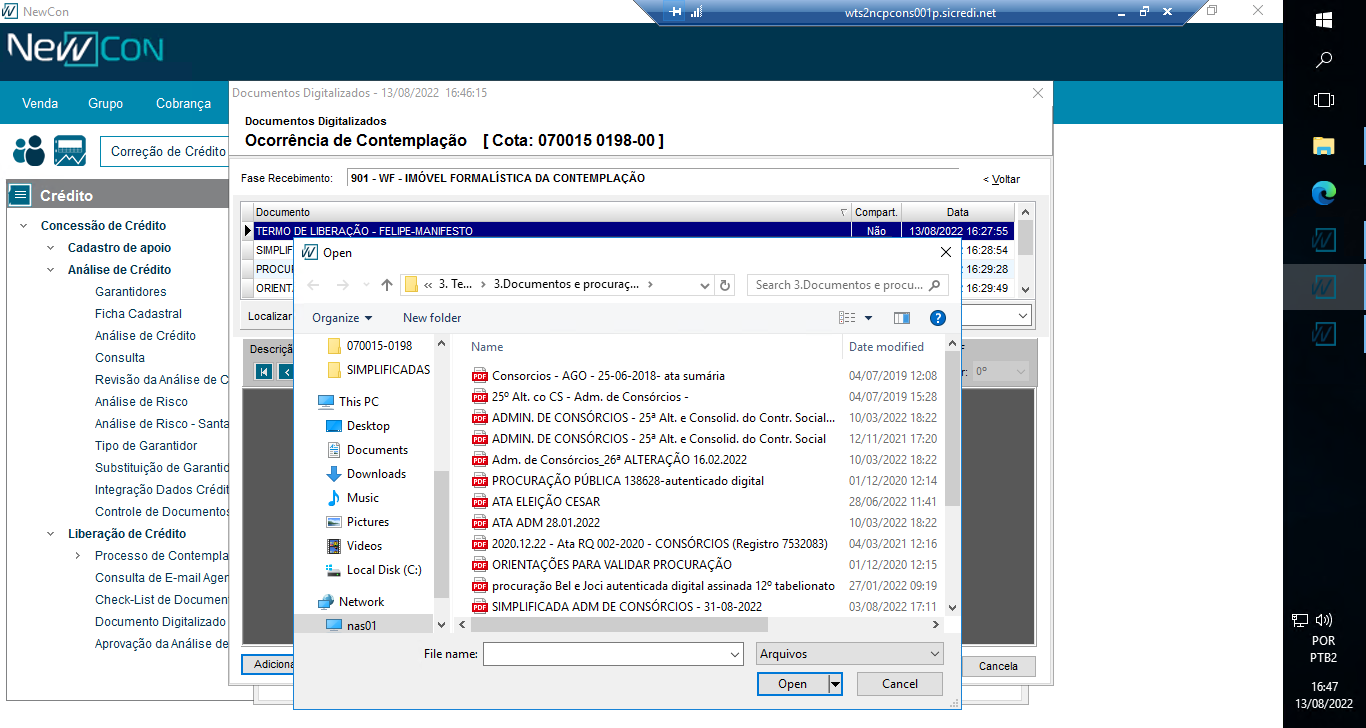 NewCon
wts2ncpcons001p.sicredi.net
NewCon
Venda
Grupo
Cobrança
Correção de Crédito
Crédito
Concessão de Crédito
Cadastro de apoio
Análise de Crédito
Garantidores
Ficha Cadastral
Análise de Crédito
Consulta
Revisão da Análise de C
Análise de Risco
Análise de Risco - Santa
Tipo de Garantidor
Substituição de Garantid
Integração Dados Crédit
Controle de Documentos
Liberação de Crédito
Processo de Contempla
Consulta de E-mail Agen
Check-List de Documen
Documento Digitalizado
Aprovação da Análise de
Documentos Digitalizados - 13/08/2022 16:46:15
Documentos Digitalizados
Ocorrência de Contemplação [ Cota: 070015 0198-00 ]
Fase Recebimento: 901 - WF - IMÓVEL FORMALÍSTICA DA CONTEMPLAÇÃO
< Voltar
Documento Compart. Data
TERMO DE LIBERAÇÃO - FELIPE-MANIFESTO Não 13/08/2022 16:27:55
SIMPLIF 2 16:28:54
PROCUR 2 16:29:28
ORIENT 2 16:29:49
Localizar
Descriçã
r: 0º
Adiciona
Cancela
Open
« 3. Te... > 3.Documentos e procuraç... >
Search 3.Documentos e procu...
Organize
New folder
070015-0198
SIMPLIFICADAS
This PC
Desktop
Documents
Downloads
Music
Pictures
Videos
Local Disk (C:)
Network
nas01
Name Date modified
Consorcios - AGO - 25-06-2018- ata sumária 04/07/2019 12:08
25º Alt. co CS - Adm. de Consórcios - 04/07/2019 15:28
ADMIN. DE CONSÓRCIOS - 25ª Alt. e Consolid. do Contr. Social... 10/03/2022 18:22
ADMIN. DE CONSÓRCIOS - 25ª Alt. e Consolid. do Contr. Social 12/11/2021 17:20
Adm. de Consórcios_26ª ALTERAÇÃO 16.02.2022 10/03/2022 18:22
PROCURAÇÃO PÚBLICA 138628-autenticado digital 01/12/2020 12:14
ATA ELEIÇÃO CESAR 28/06/2022 11:41
ATA ADM 28.01.2022 10/03/2022 18:22
2020.12.22 - Ata RQ 002-2020 - CONSÓRCIOS (Registro 7532083) 04/03/2021 12:16
ORIENTAÇÕES PARA VALIDAR PROCURAÇÃO 01/12/2020 12:15
procuração Bel e Joci autenticada digital assinada 12º tabelionato 27/01/2022 09:19
SIMPLIFICADA ADM DE CONSÓRCIOS - 31-08-2022 03/08/2022 17:11
File name:
Arquivos
Open
Cancel
POR
PTB2
16:47
13/08/2022